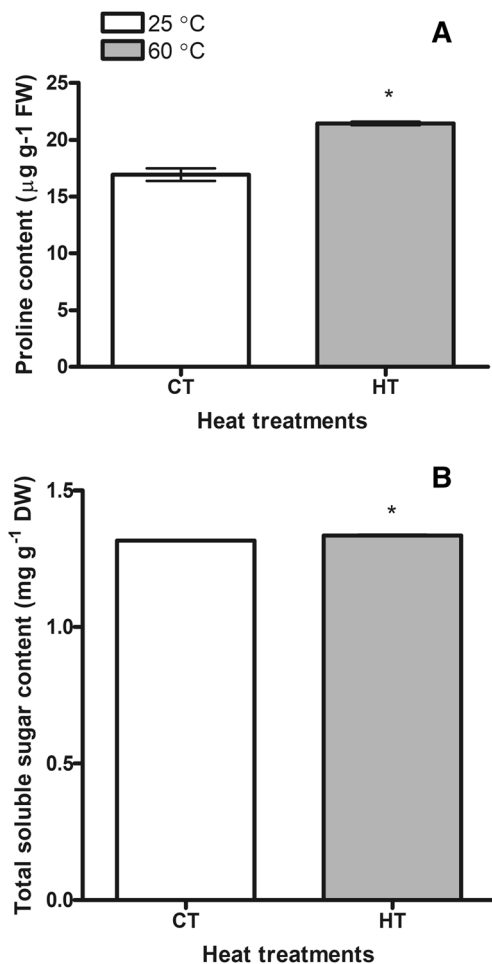 25 °C
60 °C
A
Proline content (µg g-1 FW)
25
20
15
10
5
0
*
CT
HT
Heat treatments
B
Total soluble sugar content (mg g⁻¹ DW)
1.5
1.0
0.5
0.0
*
CT
HT
Heat treatments